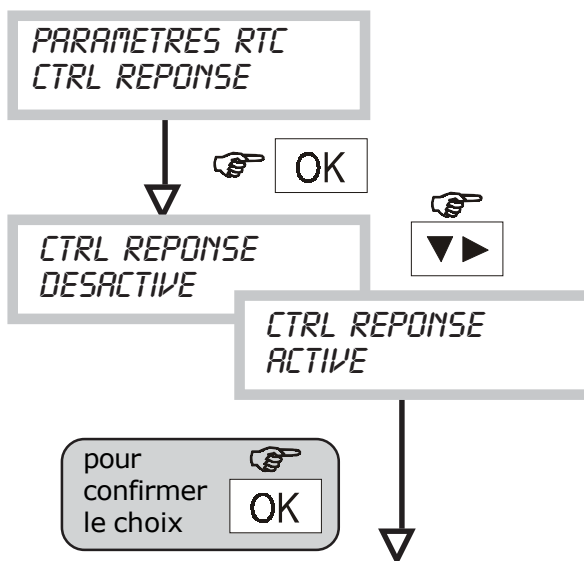 PARAMETRES RTC
CTRL REPONSE
OK
CTRL REPONSE
DESACTIVE
CTRL REPONSE
ACTIVE
pour
confirmer
le choix
OK